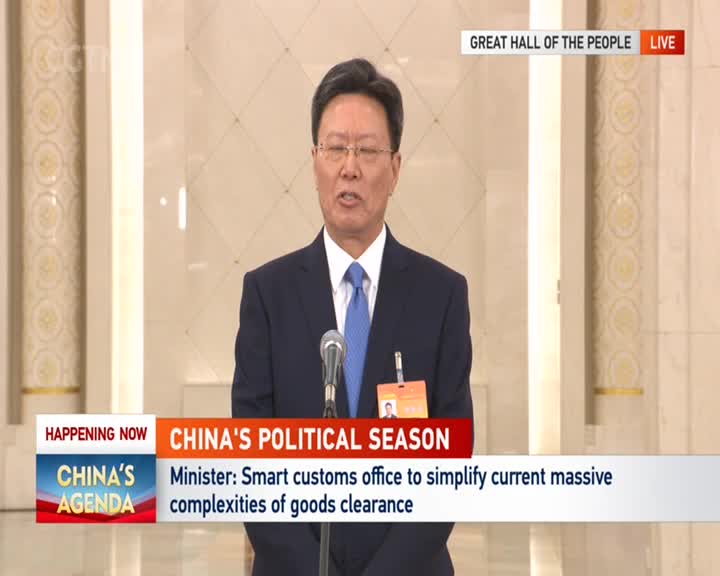 CGTN
GREAT HALL OF THE PEOPLE
LIVE
HAPPENING NOW
CHINA'S POLITICAL SEASON
CHINA'S
AGENDA
Minister: Smart customs office to simplify current massive
complexities of goods clearance